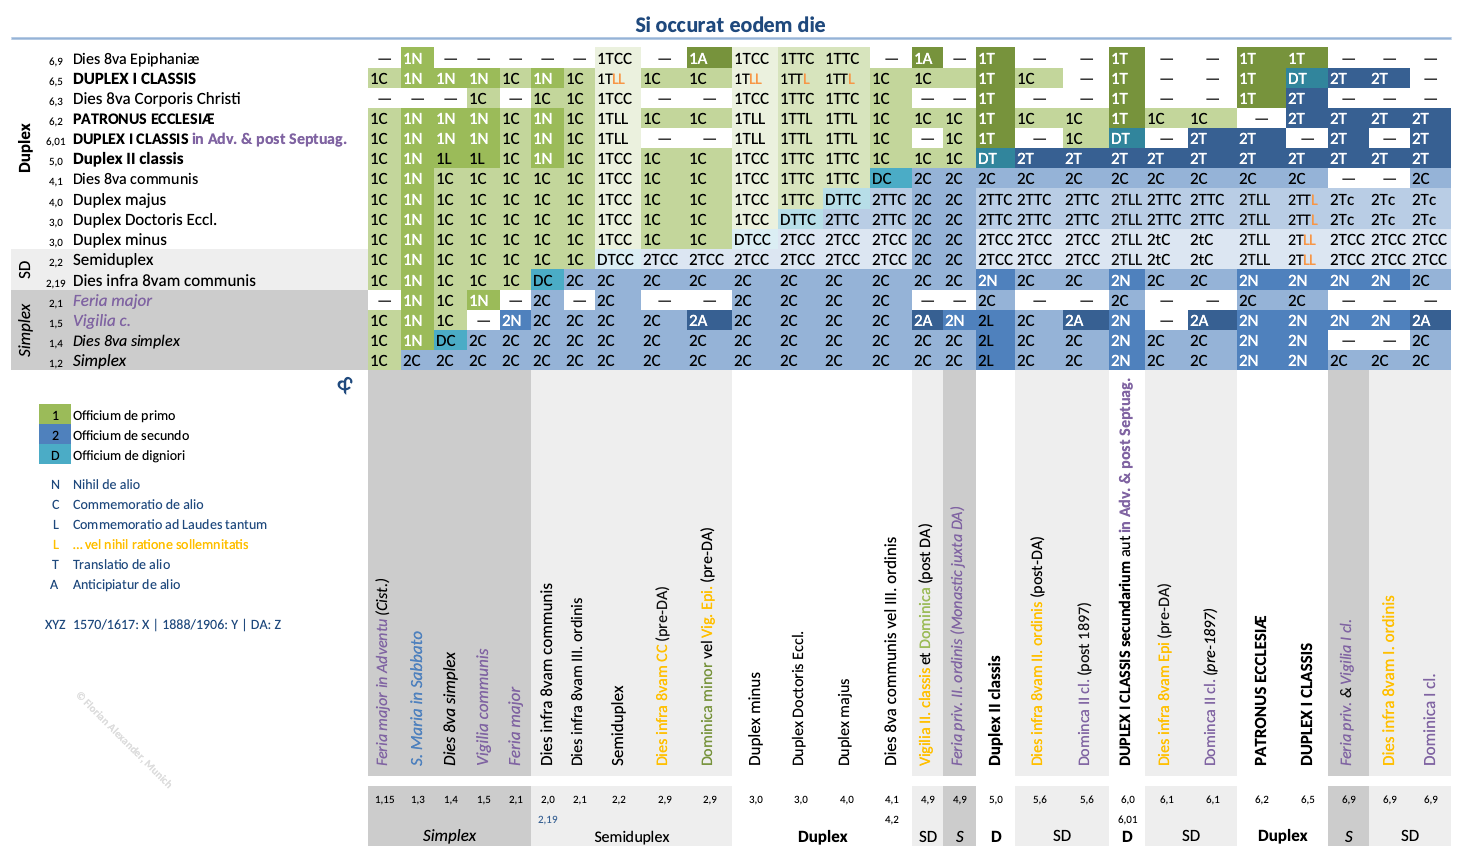 Si occurat eodem die
6,9 Dies 8va Epiphaniæ — 1N — — — — — 1TCC — 1A 1TCC 1TTC 1TTC — 1A — 1T — — 1T — — 1T 1T — — —
6,5 DUPLEX I CLASSIS 1C 1N 1N 1N 1C 1N 1C 1TLL 1C 1C 1TLL 1TTL 1TTL 1C 1C 1T 1C — 1T — — 1T DT 2T 2T —
6,3 Dies 8va Corporis Christi — — — 1C — 1C 1C 1TCC — — 1TCC 1TTC 1TTC 1C — — 1T — — 1T — — 1T 2T — — —
6,2 PATRONUS ECCLESIÆ 1C 1N 1N 1N 1C 1N 1C 1TLL 1C 1C 1TLL 1TTL 1TTL 1C 1C 1C 1T 1C 1C 1T 1C 1C — 2T 2T 2T 2T
6,01 DUPLEX I CLASSIS in Adv. & post Septuag. 1C 1N 1N 1N 1C 1N 1C 1TLL — — 1TLL 1TTL 1TTL 1C — 1C 1T — 1C DT — 2T 2T — 2T — 2T
5,0 Duplex II classis 1C 1N 1L 1L 1C 1N 1C 1TCC 1C 1C 1TCC 1TTC 1TTC 1C 1C 1C DT 2T 2T 2T 2T 2T 2T 2T 2T 2T 2T
4,1 Dies 8va communis 1C 1N 1C 1C 1C 1C 1C 1TCC 1C 1C 1TCC 1TTC 1TTC DC 2C 2C 2C 2C 2C 2C 2C 2C 2C 2C — — 2C
4,0 Duplex majus 1C 1N 1C 1C 1C 1C 1C 1TCC 1C 1C 1TCC 1TTC DTTC 2TTC 2C 2C 2TTC 2TTC 2TTC 2TLL 2TTC 2TTC 2TLL 2TTL 2Tc 2Tc 2Tc
3,0 Duplex Doctoris Eccl. 1C 1N 1C 1C 1C 1C 1C 1TCC 1C 1C 1TCC DTTC 2TTC 2TTC 2C 2C 2TTC 2TTC 2TTC 2TLL 2TTC 2TTC 2TLL 2TTL 2Tc 2Tc 2Tc
3,0 Duplex minus 1C 1N 1C 1C 1C 1C 1C 1TCC 1C 1C DTCC 2TCC 2TCC 2TCC 2C 2C 2TCC 2TCC 2TCC 2TLL 2tC 2tC 2TLL 2TLL 2TCC 2TCC 2TCC
2,2 Semiduplex 1C 1N 1C 1C 1C 1C 1C DTCC 2TCC 2TCC 2TCC 2TCC 2TCC 2TCC 2C 2C 2TCC 2TCC 2TCC 2TLL 2tC 2tC 2TLL 2TLL 2TCC 2TCC 2TCC
2,19 Dies infra 8vam communis 1C 1N 1C 1C 1C DC 2C 2C 2C 2C 2C 2C 2C 2C 2C 2C 2N 2C 2C 2N 2C 2C 2N 2N 2N 2N 2C
2,1 Feria major — 1N 1C 1N — 2C — 2C — — 2C 2C 2C 2C — — 2C — — 2C — — 2C 2C — — —
1,5 Vigilia c. 1C 1N 1C — 2N 2C 2C 2C 2C 2A 2C 2C 2C 2C 2A 2N 2L 2C 2A 2N — 2A 2N 2N 2N 2N 2A
1,4 Dies 8va simplex 1C 1N DC 2C 2C 2C 2C 2C 2C 2C 2C 2C 2C 2C 2C 2C 2L 2C 2C 2N 2C 2C 2N 2N — — 2C
1,2 Simplex 1C 2C 2C 2C 2C 2C 2C 2C 2C 2C 2C 2C 2C 2C 2C 2C 2L 2C 2C 2N 2C 2C 2N 2N 2C 2C 2C
Duplex
SD
Simplex
1 Officium de primo
2 Officium de secundo
D Officium de digniori
N Nihil de alio
C Commemoratio de alio
L Commemoratio ad Laudes tantum
L ... vel nihil ratione sollemnitatis
T Translatio de alio
A Anticipiatur de alio
XYZ 1570/1617: X | 1888/1906: Y | DA: Z
© Florian Alexander, Munich
Feria major in Adventu (Cist.)
S. Maria in Sabbato
Dies 8va simplex
Vigilia communis
Feria major
Dies infra 8vam communis
Dies infra 8vam III. ordinis
Semiduplex
Dies infra 8vam CC (pre-DA)
Dominica minor vel Vig. Epi. (pre-DA)
Duplex minus
Duplex Doctoris Eccl.
Duplex majus
Dies 8va communis vel III. ordinis
Vigilia II. classis et Dominica (post DA)
Feria priv. II. ordinis (Monastic juxta DA)
Duplex II classis
Dies infra 8vam II. ordinis (post-DA)
Dominca II cl. (post 1897)
DUPLEX I CLASSIS secundarium aut in Adv. & post Septuag.
Dies infra 8vam Epi (pre-DA)
Dominca II cl. (pre-1897)
PATRONUS ECCLESIÆ
DUPLEX I CLASSIS
Feria priv. & Vigilia I cl.
Dies infra 8vam I. ordinis
Dominica I cl.
1,15 1,3 1,4 1,5 2,1 2,0 2,1 2,2 2,9 2,9 3,0 3,0 4,0 4,1 4,9 4,9 5,0 5,6 5,6 6,0 6,1 6,1 6,2 6,5 6,9 6,9 6,9
2,19 4,2 6,01
Simplex Semiduplex Duplex SD S D SD D SD Duplex S SD